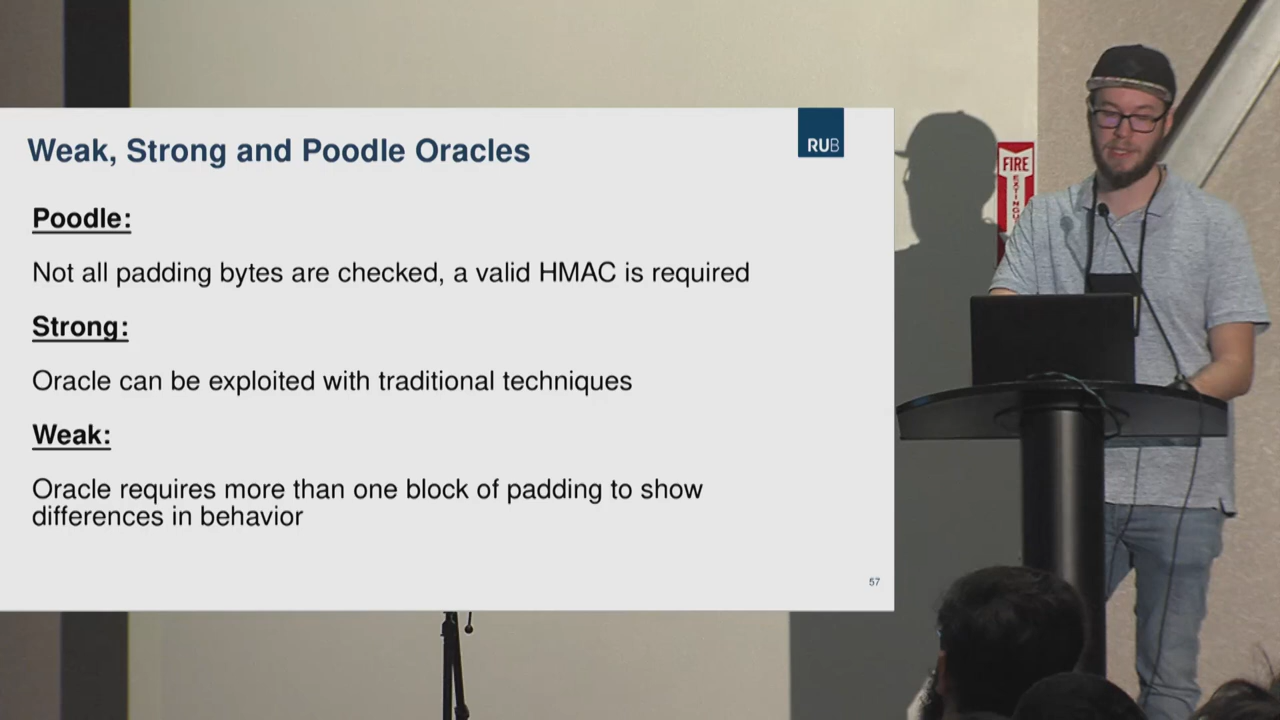 Weak, Strong and Poodle Oracles
RUB
Poodle:
Not all padding bytes are checked, a valid HMAC is required
Strong:
Oracle can be exploited with traditional techniques
Weak:
Oracle requires more than one block of padding to show
differences in behavior
57
FIRE